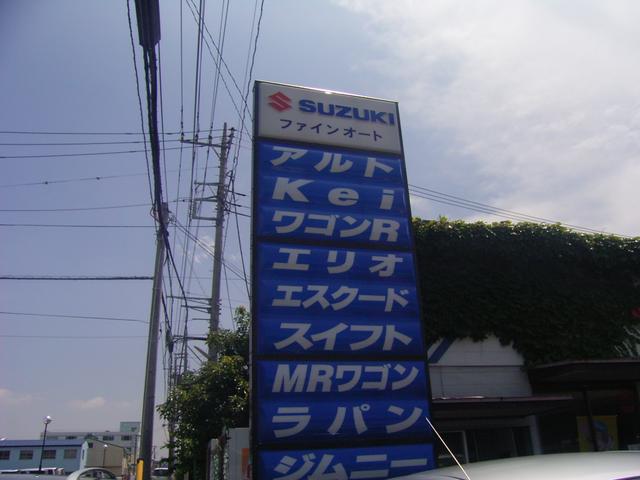 SUZUKI
ファインオート
アルト
Kei
ワゴンR
エリオ
エスクード
スイフト
MRワゴン
ラパン
ジムニー